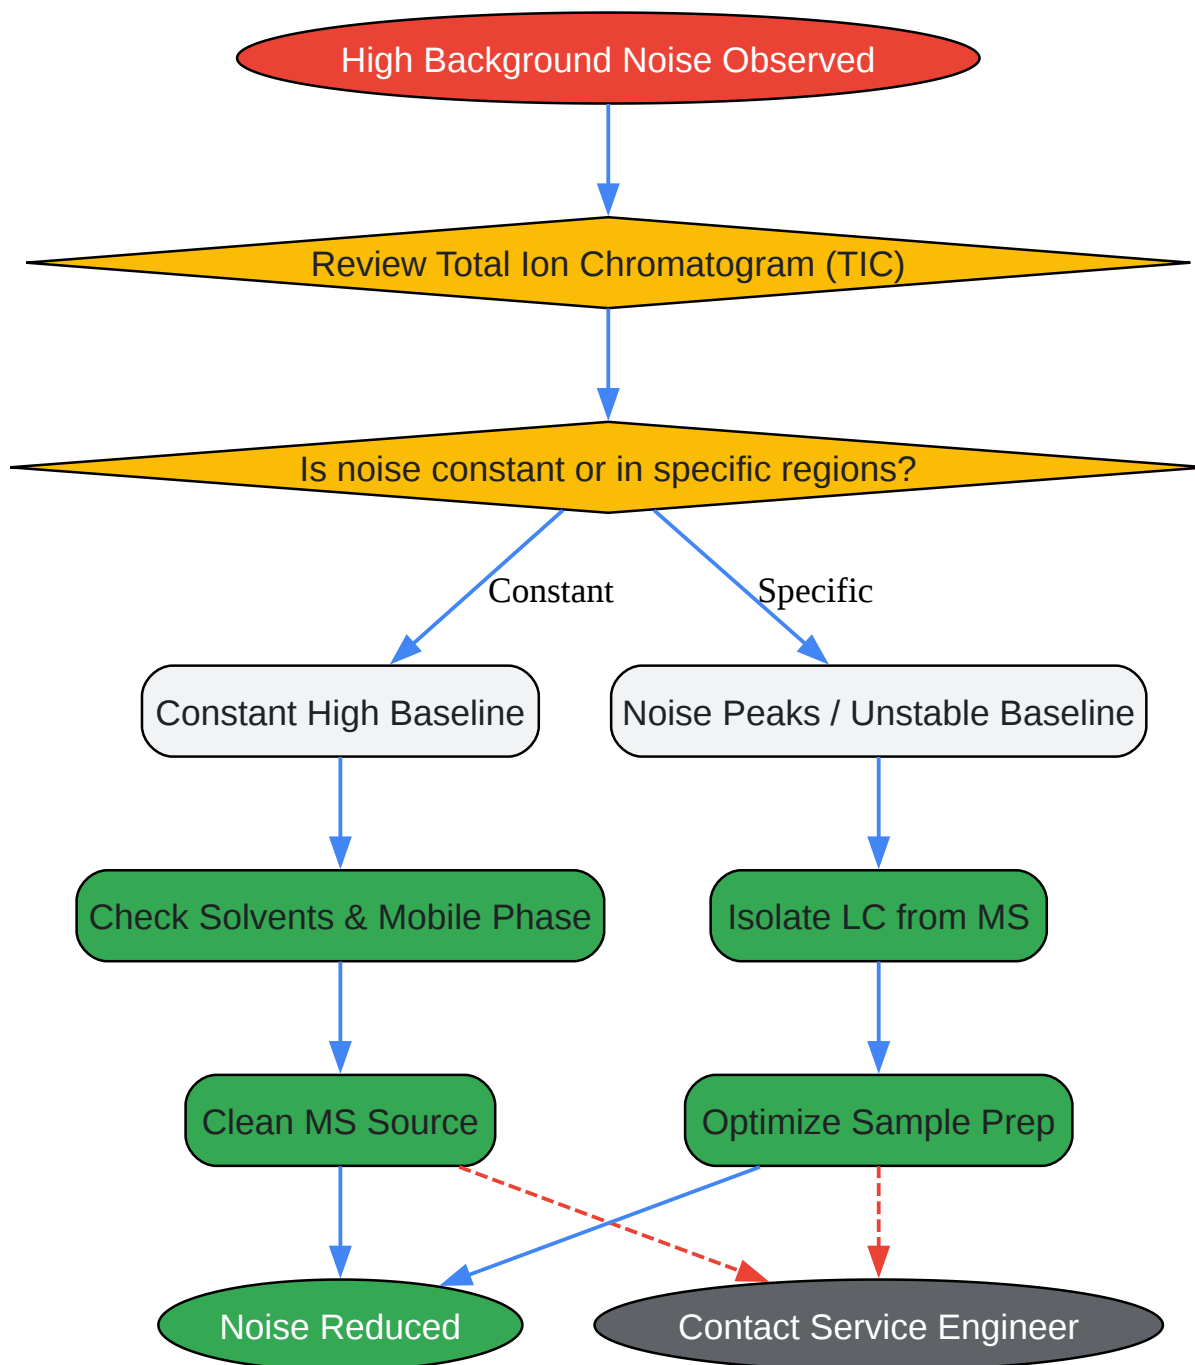 High Background Noise Observed
Review Total Ion Chromatogram (TIC)
Is noise constant or in specific regions?
Constant
Specific
Constant High Baseline
Noise Peaks / Unstable Baseline
Check Solvents & Mobile Phase
Isolate LC from MS
Clean MS Source
Optimize Sample Prep
Noise Reduced
Contact Service Engineer